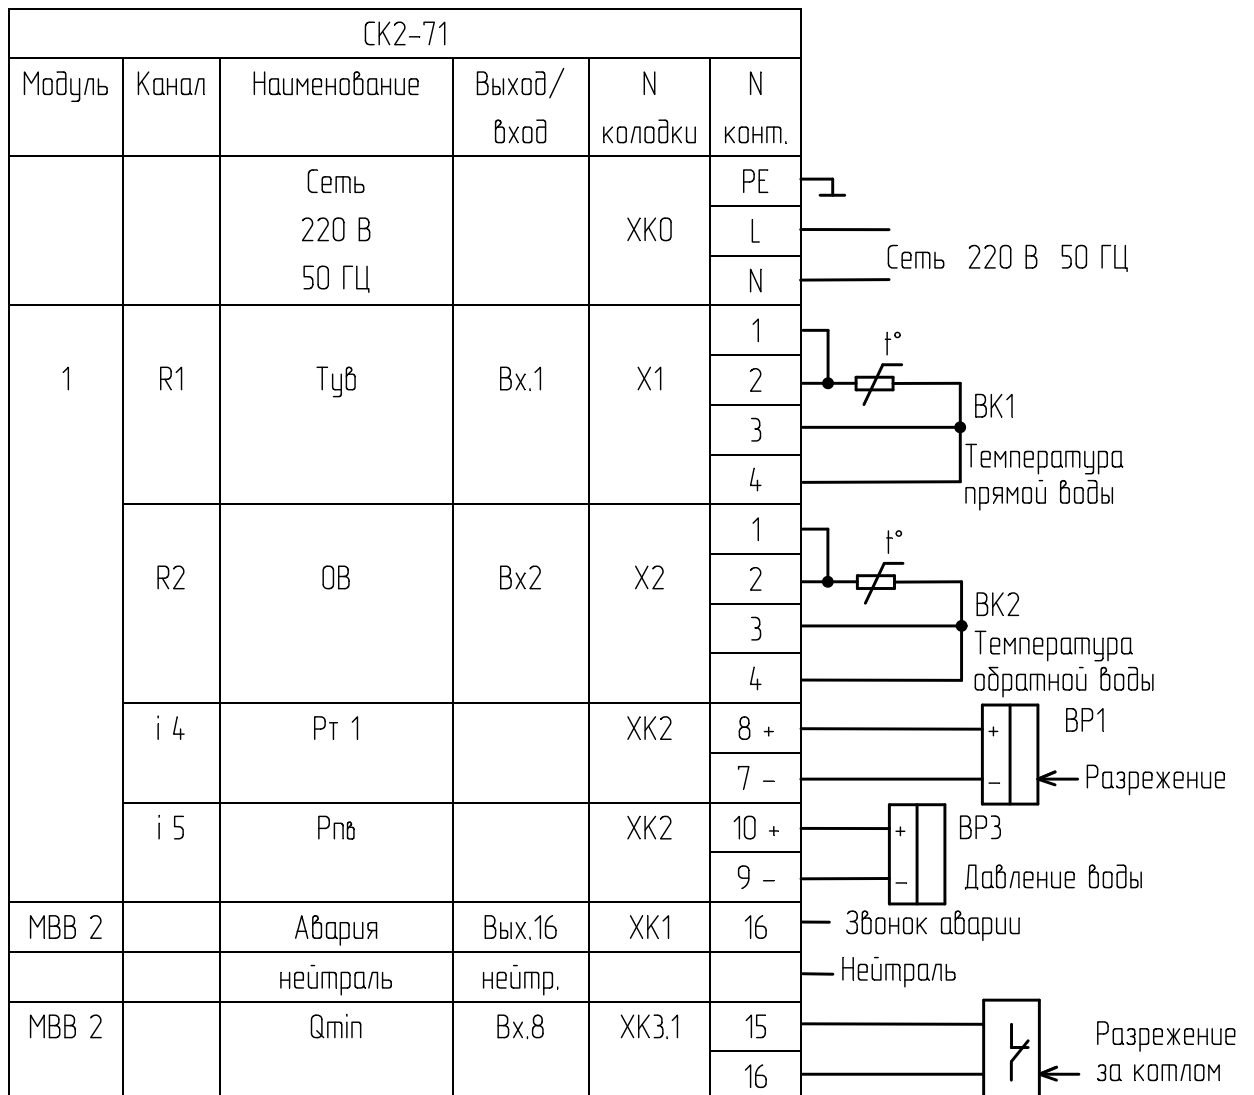 СК2-71
Модуль Канал Наименование Выход/ N N
вход колодки конт.
Сеть PE
220 В ХК0 L
Сеть 220 В 50 ГЦ
50 ГЦ N
1
t°
1 R1 Тув Вх.1 Х1 2
ВК1
3
Температура
4
прямой воды
1
t°
R2 ОВ Вх2 Х2 2
ВК2
3
Температура
4
обратной воды
i 4 Рт 1 ХК2 8 + + ВР1
7 - - Разрежение
i 5 Рпв ХК2 10 + + ВР3
9 - - Давление воды
МВВ 2 Авария Вых.16 ХК1 16 Звонок аварии
нейтраль нейтр. Нейтраль
МВВ 2 Qmin Вх.8 ХК3.1 15 Разрежение
16 за котлом